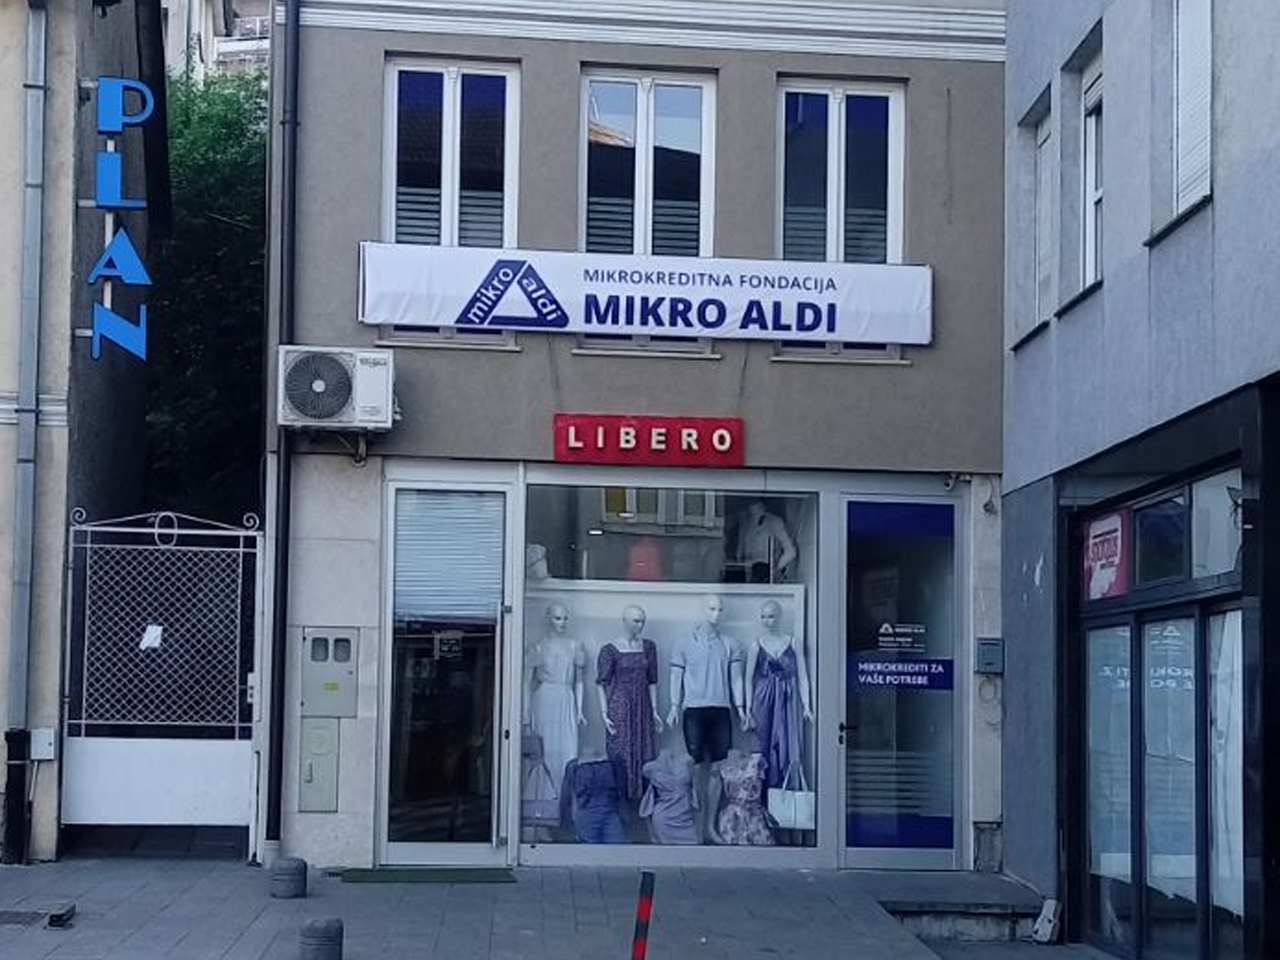 PLAN
mikro aldi
MIKROKREDITNA FONDACIJA
MIKRO ALDI
LIBERO
MIKROKREDITI ZA
VAŠE POTREBE